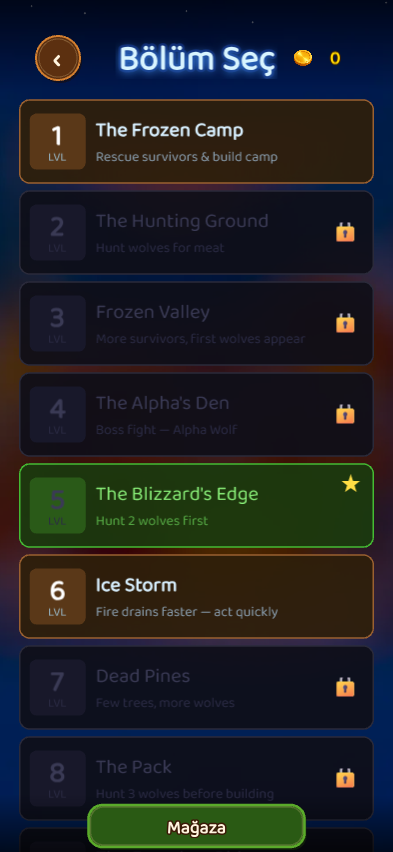 ‹ Bölüm Seç 0
1 LVL
The Frozen Camp
Rescue survivors & build camp
2 LVL
The Hunting Ground
Hunt wolves for meat
3 LVL
Frozen Valley
More survivors, first wolves appear
4 LVL
The Alpha's Den
Boss fight — Alpha Wolf
5 LVL
The Blizzard's Edge
Hunt 2 wolves first
6 LVL
Ice Storm
Fire drains faster — act quickly
7 LVL
Dead Pines
Few trees, more wolves
8 LVL
The Pack
Hunt 3 wolves before building
Mağaza